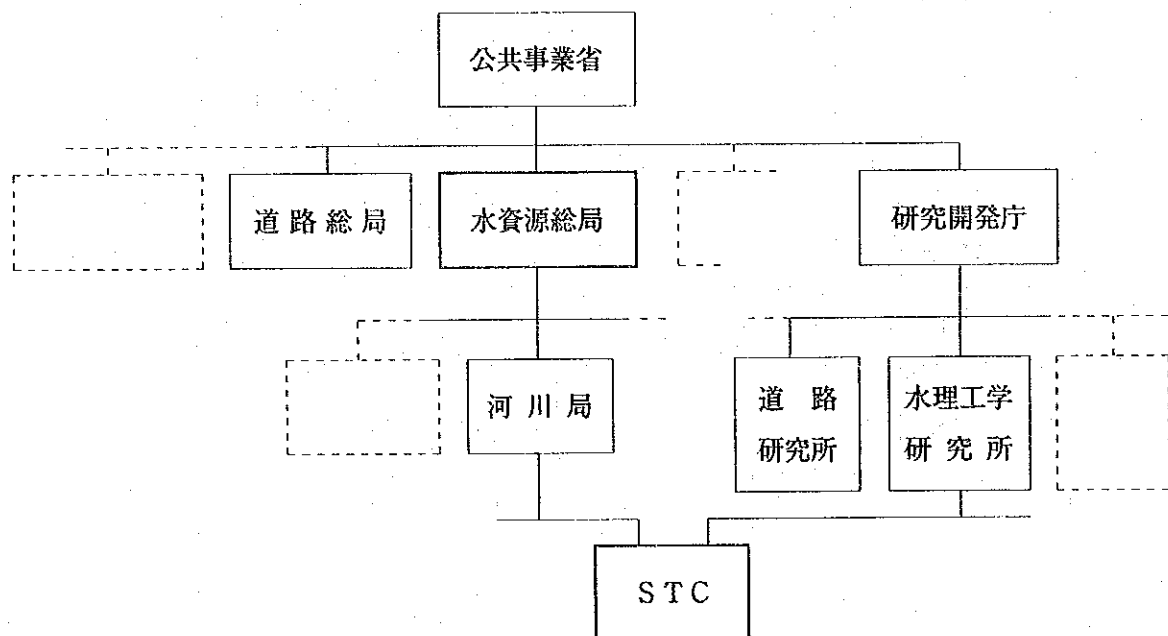 公共事業省
道路総局
水資源総局
研究開発庁
河川局
道路
研究所
水理工学
研究所
STC